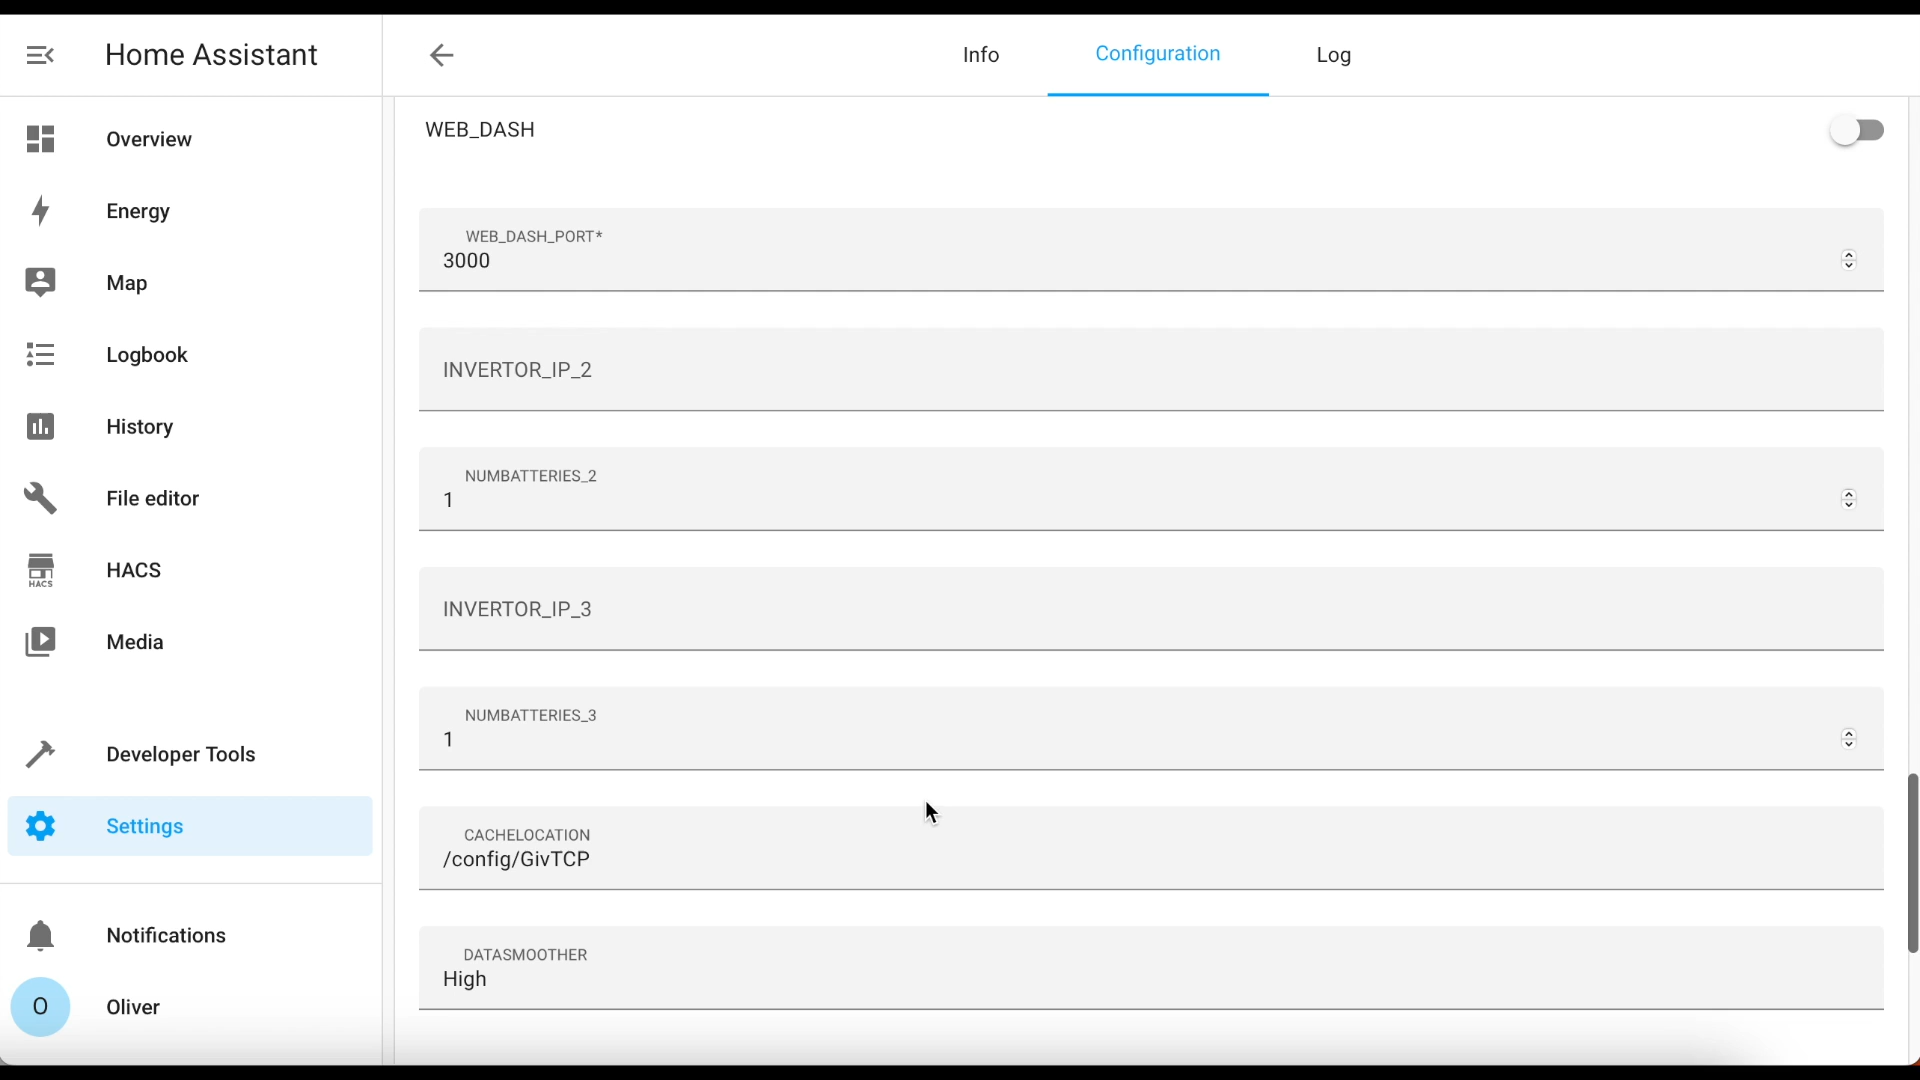 Home Assistant
Info
Configuration
Log
Overview
Energy
Map
Logbook
History
File editor
HACS
HACS
Media
Developer Tools
Settings
Notifications
O
Oliver
WEB_DASH
WEB_DASH_PORT*
3000
INVERTOR_IP_2
NUMBATTERIES_2
1
INVERTOR_IP_3
NUMBATTERIES_3
1
CACHELOCATION
/config/GivTCP
DATASMOOTHER
High